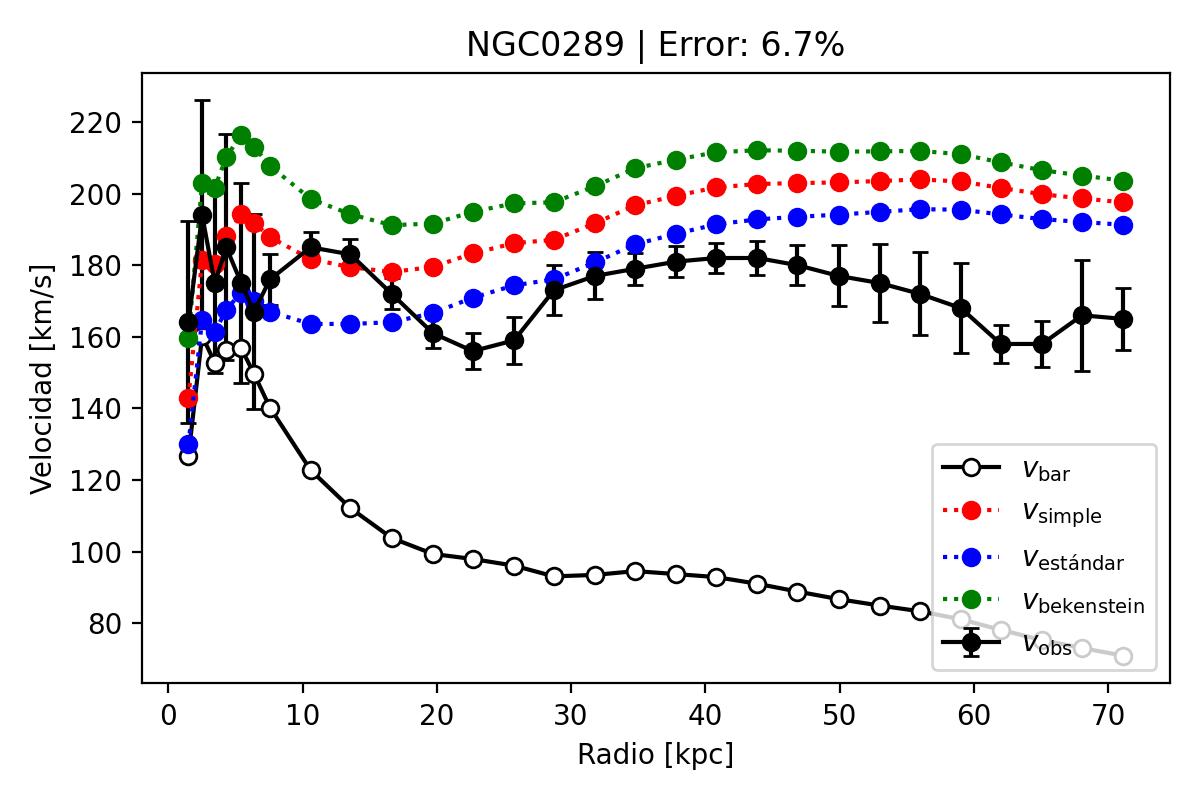 NGC0289 | Error: 6.7%
Velocidad [km/s]
220
200
180
160
140
120
100
80
0 10 20 30 40 50 60 70
Radio [kpc]
v_bar
v_simple
v_estándar
v_bekenstein
v_obs